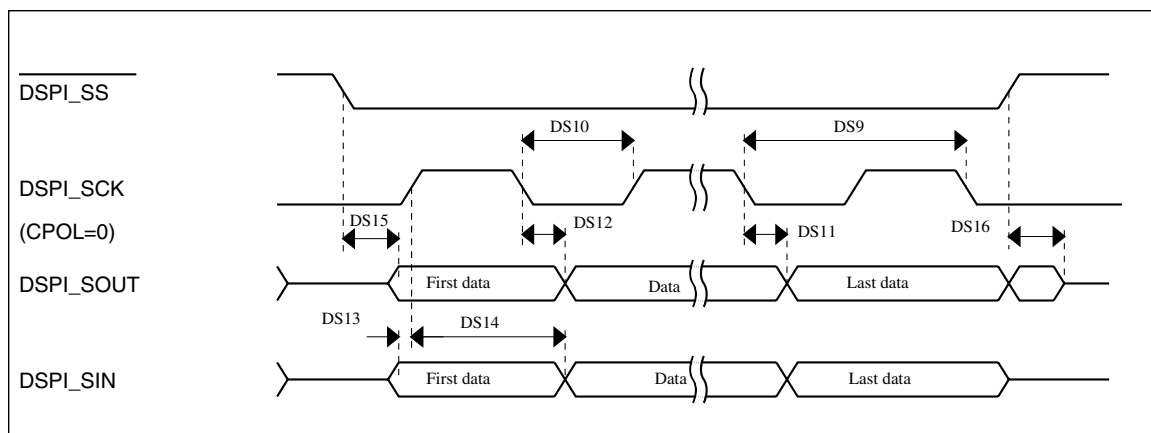 DSPI_SS
DS10
DS9
DSPI_SCK
(CPOL=0)
DS15
DS12
DS11
DS16
DSPI_SOUT
First data
Data
Last data
DS13
DS14
DSPI_SIN
First data
Data
Last data